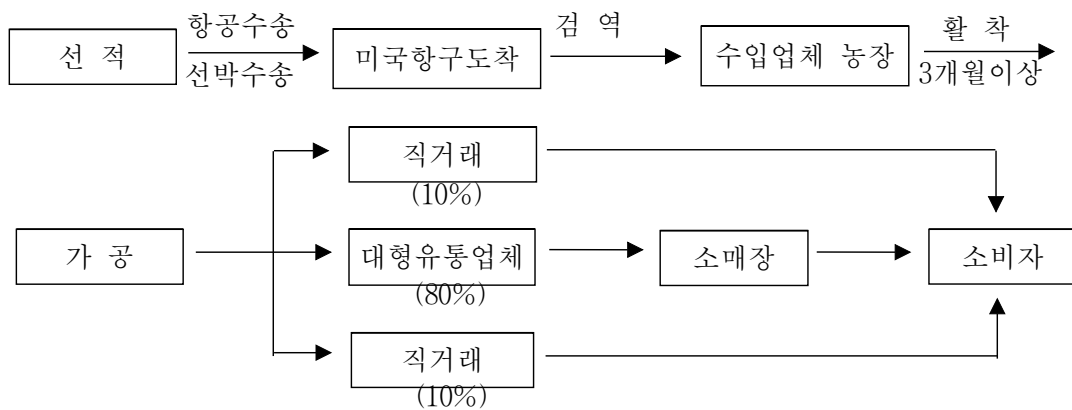 선 적
항공수송
선박수송
미국항구도착
검 역
수입업체 농장
활 착
3개월이상
직거래
(10%)
가 공
대형유통업체
(80%)
소매장
소비자
직거래
(10%)